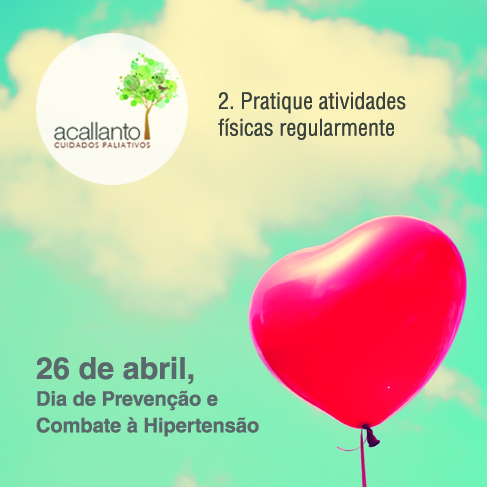 acallanto
CUIDADOS PALIATIVOS
2. Pratique atividades
físicas regularmente
26 de abril,
Dia de Prevenção e
Combate à Hipertensão